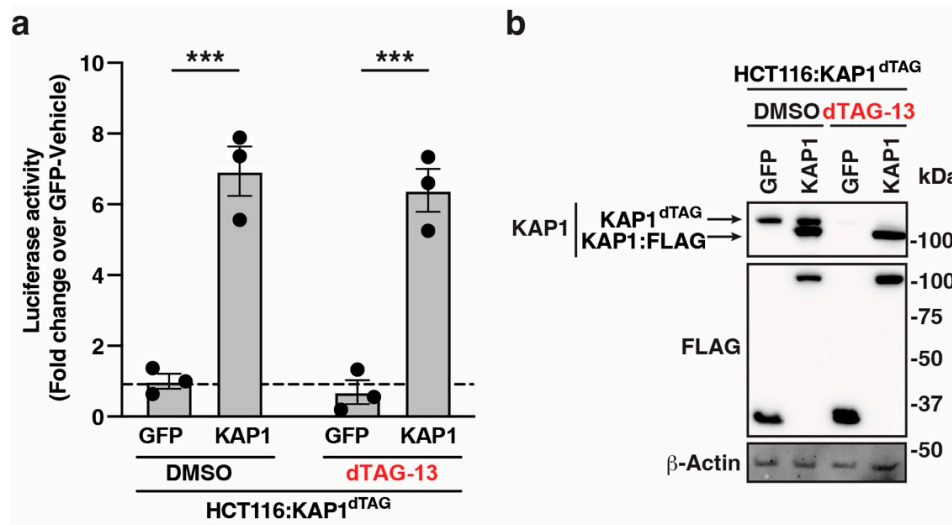 a
Luciferase activity
(Fold change over GFP-Vehicle)
10
8
6
4
2
0
***
***
GFP KAP1 GFP KAP1
DMSO dTAG-13
HCT116:KAP1dTAG
b
HCT116:KAP1dTAG
DMSO dTAG-13
GFP KAP1 GFP KAP1 kDa
KAP1
KAP1dTAG
KAP1:FLAG
-100
FLAG
-100
-75
-50
-37
β-Actin
-50